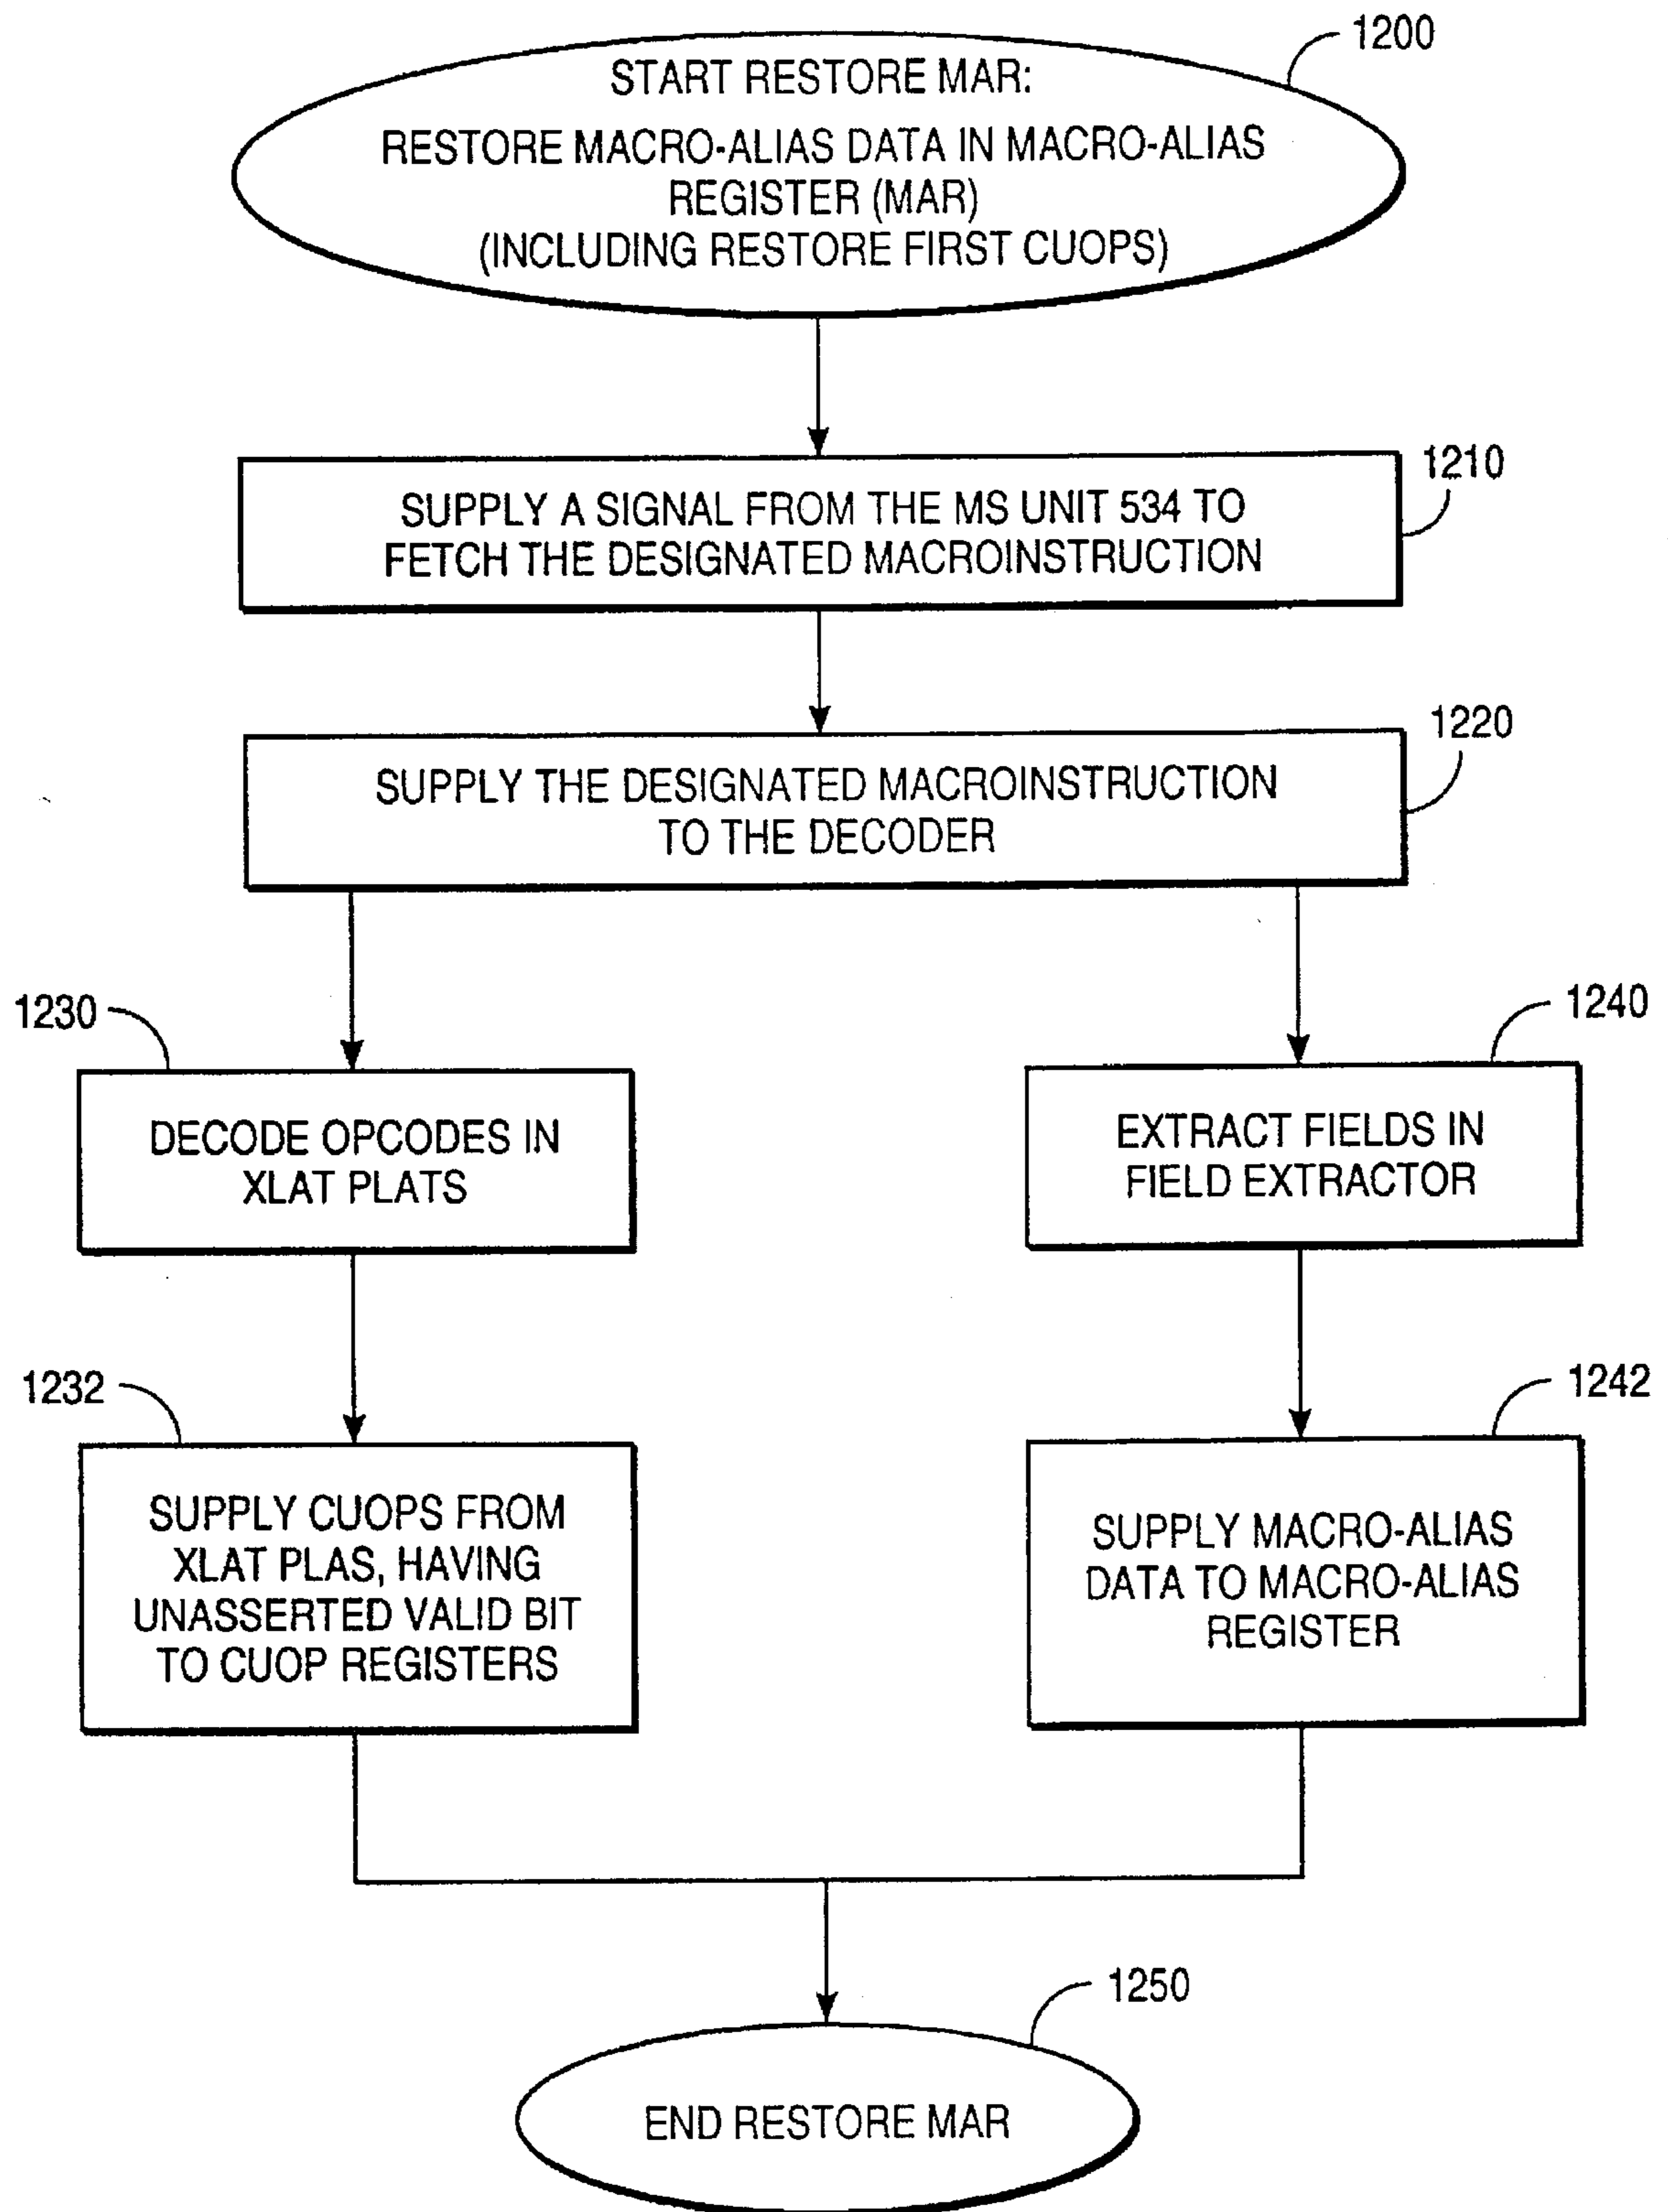 1200
START RESTORE MAR:
RESTORE MACRO-ALIAS DATA IN MACRO-ALIAS
REGISTER (MAR)
(INCLUDING RESTORE FIRST CUOPS)
1210
SUPPLY A SIGNAL FROM THE MS UNIT 534 TO
FETCH THE DESIGNATED MACROINSTRUCTION
1220
SUPPLY THE DESIGNATED MACROINSTRUCTION
TO THE DECODER
1230
DECODE OPCODES IN
XLAT PLATS
1240
EXTRACT FIELDS IN
FIELD EXTRACTOR
1232
SUPPLY CUOPS FROM
XLAT PLAS, HAVING
UNASSERTED VALID BIT
TO CUOP REGISTERS
1242
SUPPLY MACRO-ALIAS
DATA TO MACRO-ALIAS
REGISTER
1250
END RESTORE MAR